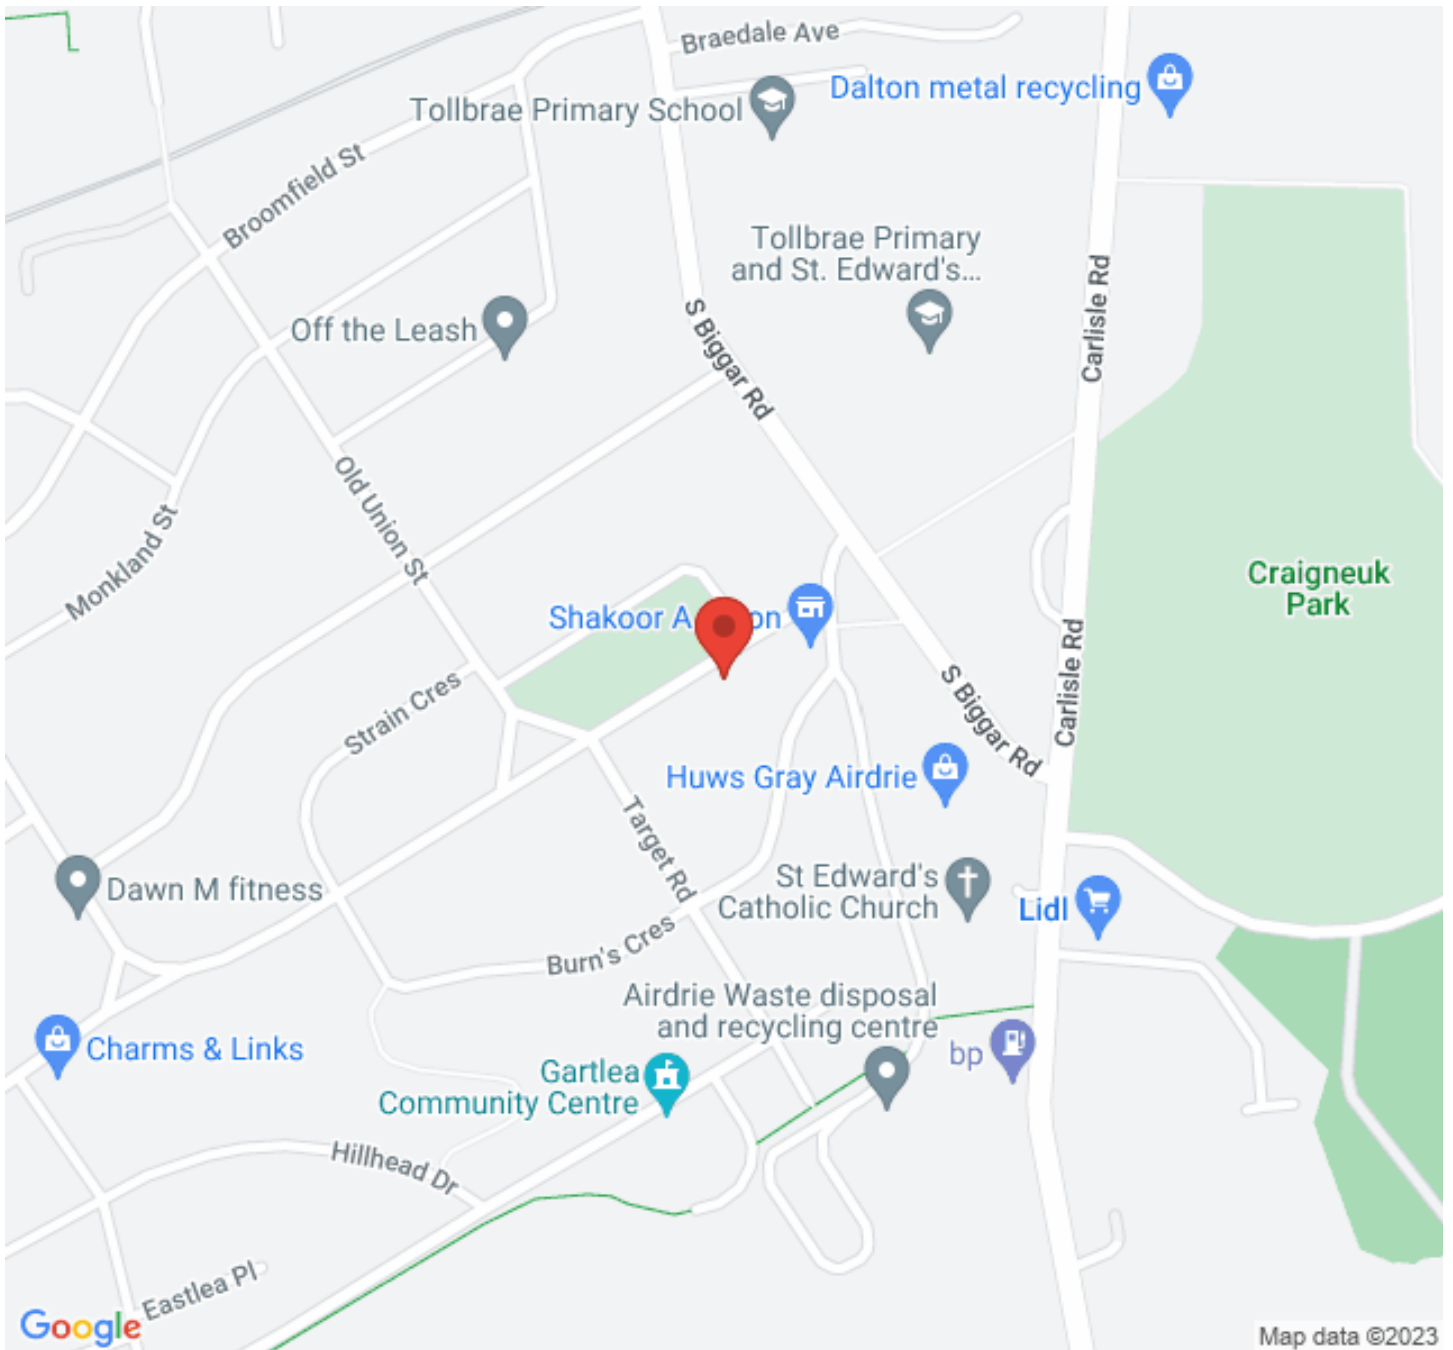 Braedale Ave
Dalton metal recycling
Tollbrae Primary School
Broomfield St
Tollbrae Primary
and St. Edward's...
Carlisle Rd
S Biggar Rd
Off the Leash
Old Union St
Monkland St
Craigneuk
Park
Shakoor A
on
Carlisle Rd
S Biggar Rd
Strain Cres
Huws Gray Airdrie
Target Rd
St Edward's
Catholic Church
Dawn M fitness
Lidl
Burn's Cres
Airdrie Waste disposal
and recycling centre
Charms & Links
bp
Gartlea
Community Centre
Hillhead Dr
Eastlea Pl
Google
Map data ©2023